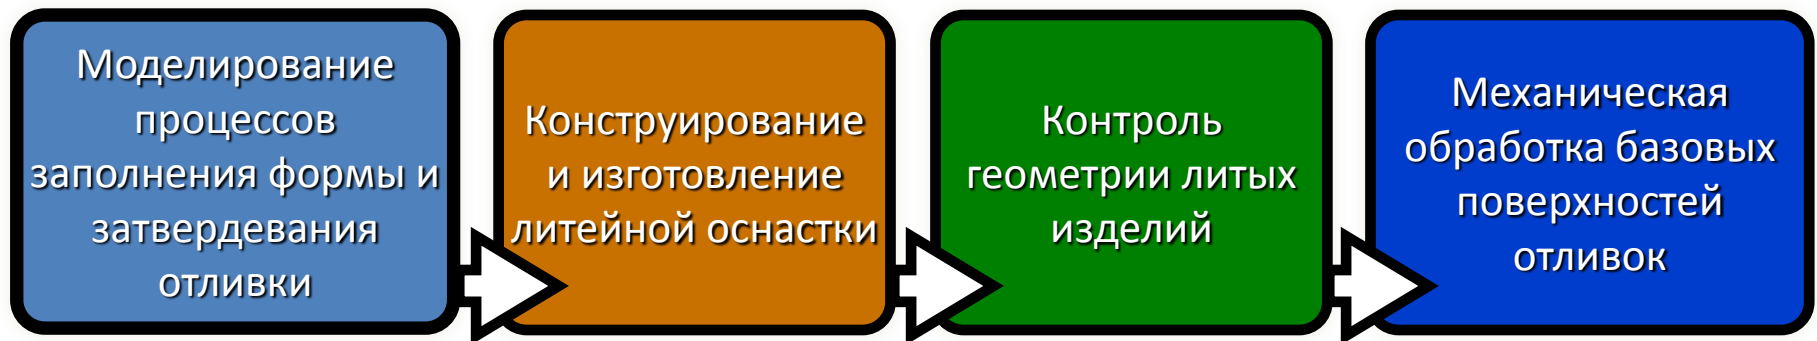 Моделирование
процессов
заполнения формы и
затвердевания
отливки
Конструирование
и изготовление
литейной оснастки
Контроль
геометрии литых
изделий
Механическая
обработка базовых
поверхностей
отливок